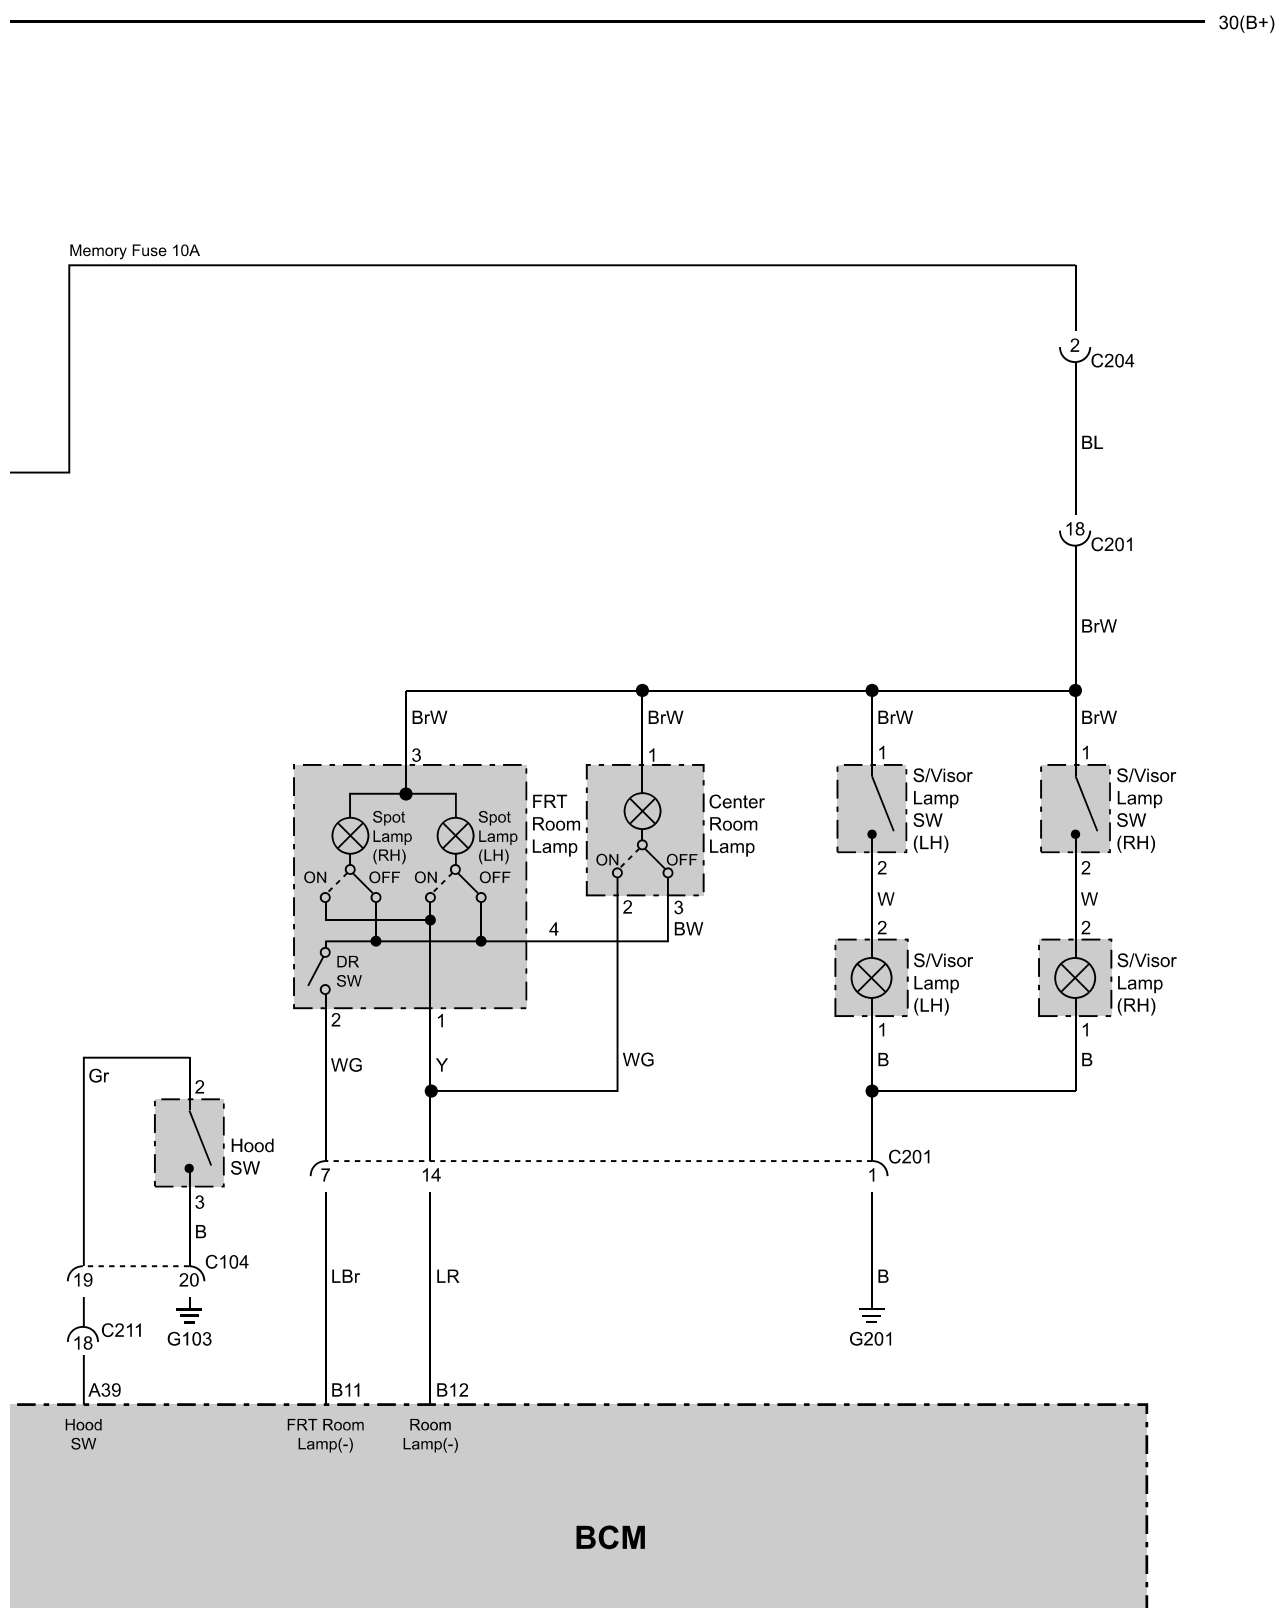 30(B+)
Memory Fuse 10A
2
C204
BL
18
C201
BrW
BrW
BrW
BrW
BrW
3
1
1
1
S/Visor
Lamp
SW
(LH)
S/Visor
Lamp
SW
(RH)
FRT
Room
Lamp
Center
Room
Lamp
Spot
Lamp
(RH)
Spot
Lamp
(LH)
ON
OFF
ON
OFF
ON
OFF
2
2
W
W
2
3
4
BW
2
2
DR
SW
S/Visor
Lamp
(LH)
S/Visor
Lamp
(RH)
2
1
1
1
WG
Y
WG
B
B
Gr
2
Hood
SW
3
B
C201
7
14
1
C104
19
20
LBr
LR
B
C211
18
G103
G201
A39
B11
B12
Hood
SW
FRT Room
Lamp(-)
Room
Lamp(-)
BCM